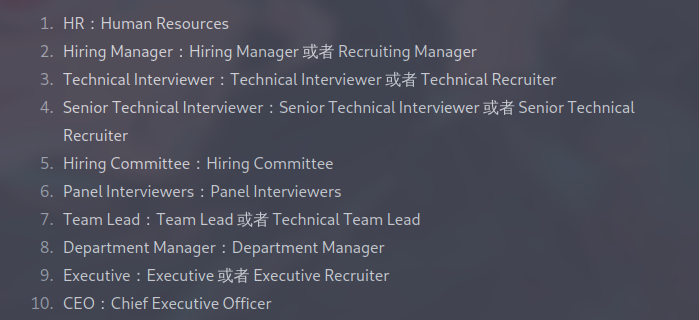 1. HR：Human Resources
2. Hiring Manager：Hiring Manager 或者 Recruiting Manager
3. Technical Interviewer：Technical Interviewer 或者 Technical Recruiter
4. Senior Technical Interviewer：Senior Technical Interviewer 或者 Senior Technical
Recruiter
5. Hiring Committee：Hiring Committee
6. Panel Interviewers：Panel Interviewers
7. Team Lead：Team Lead 或者 Technical Team Lead
8. Department Manager：Department Manager
9. Executive：Executive 或者 Executive Recruiter
10. CEO：Chief Executive Officer